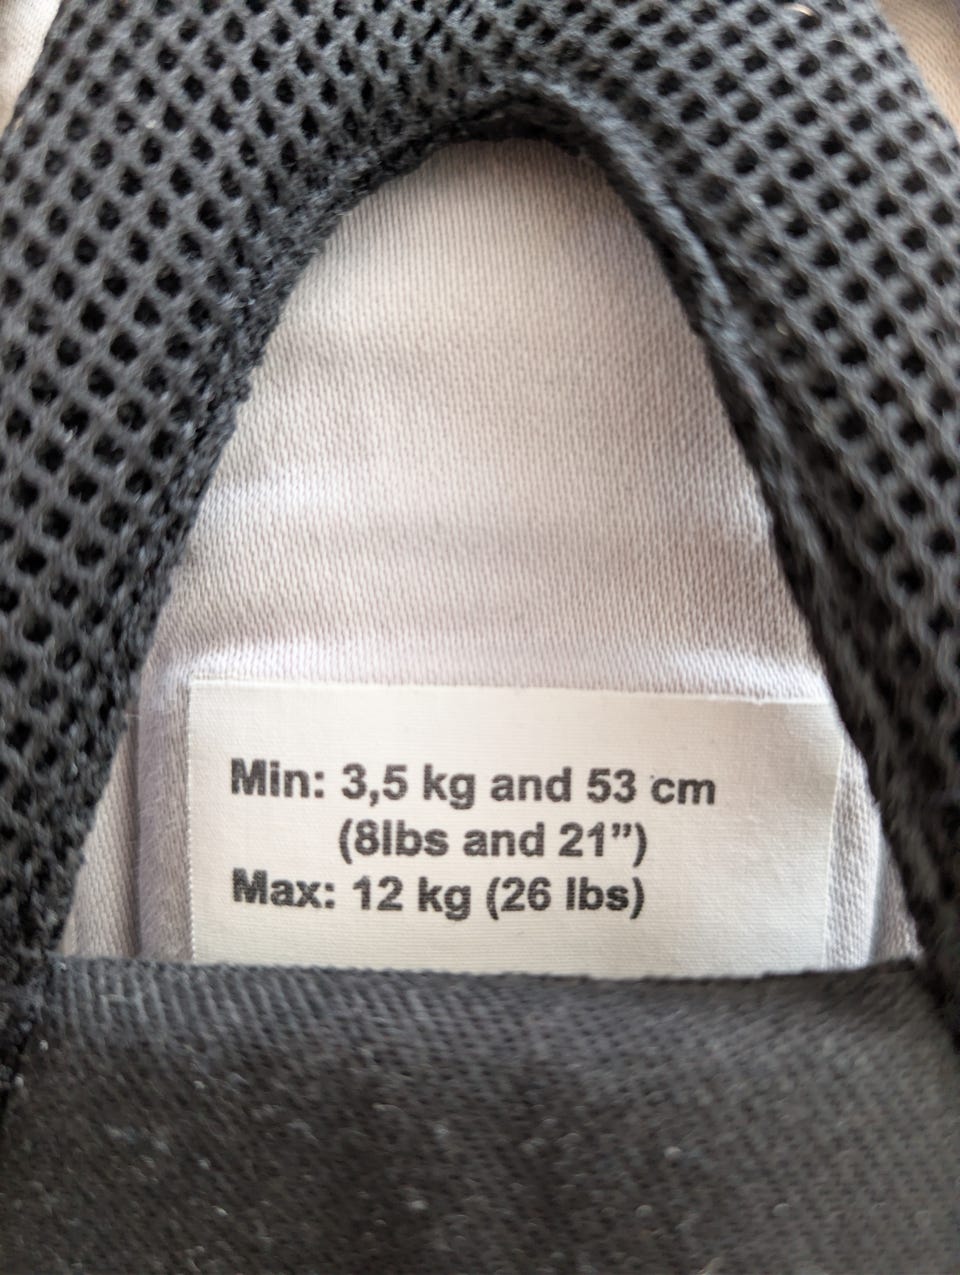 Min: 3,5 kg and 53 cm
(8lbs and 21”)
Max: 12 kg (26 lbs)